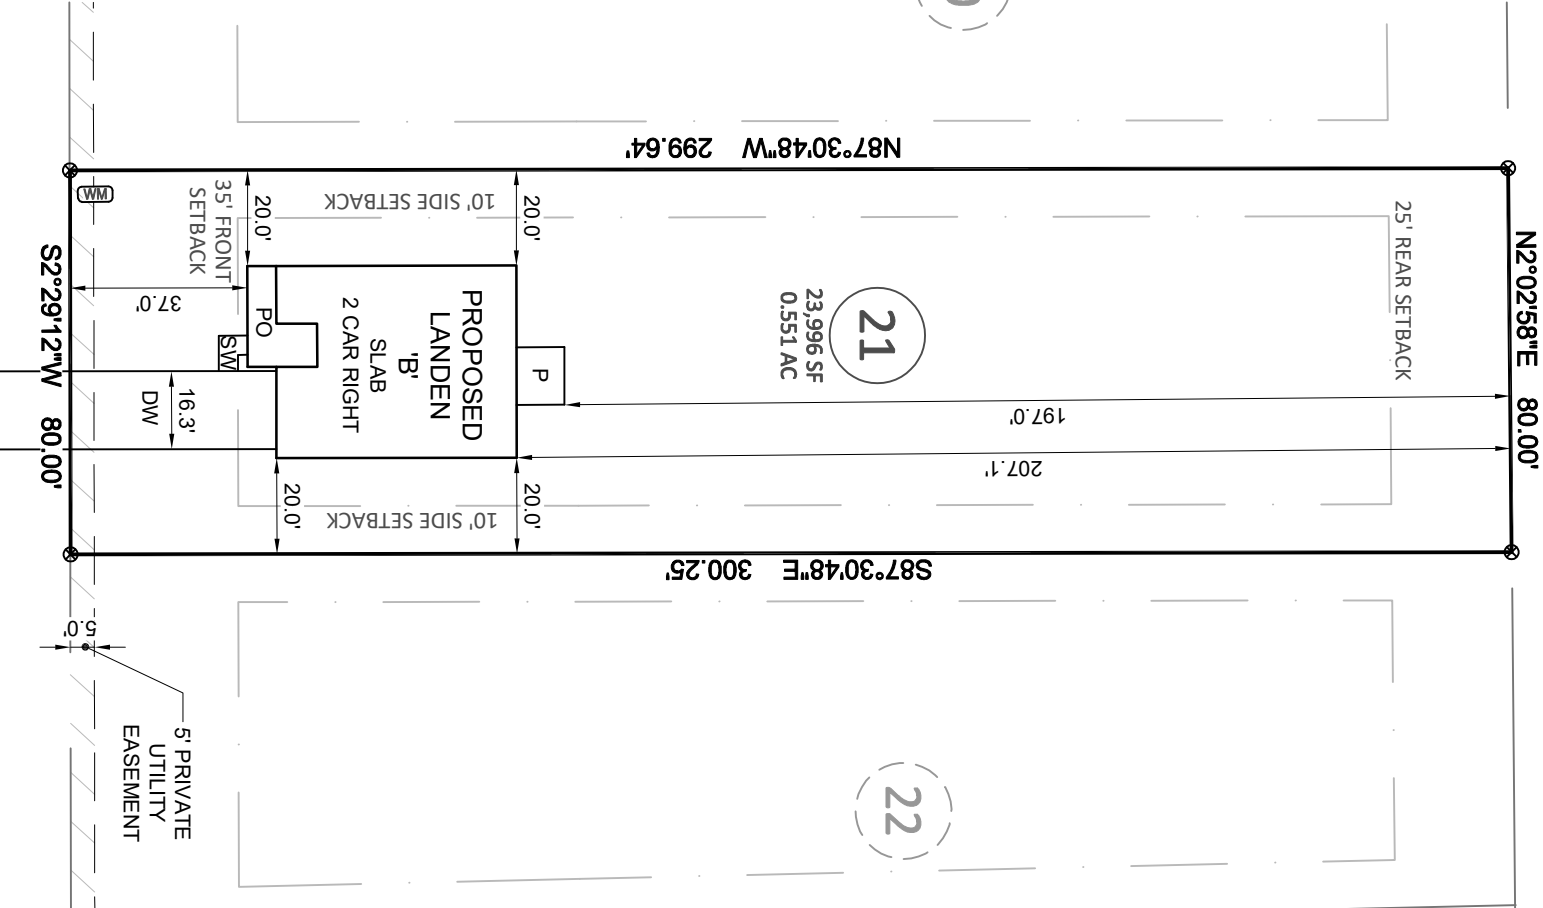 N87°30'48"W 299.64'
WM
35' FRONT
SETBACK
20.0'
10' SIDE SETBACK
20.0'
25' REAR SETBACK
N2°02'58"E 80.00'
S2°29'12"W 80.00'
37.0'
PO
SW
PROPOSED
LANDEN
'B'
SLAB
2 CAR RIGHT
P
21
23,996 SF
0.551 AC
197.0'
207.1'
16.3'
DW
20.0'
10' SIDE SETBACK
20.0'
S87°30'48"E 300.25'
5.0'
5' PRIVATE
UTILITY
EASEMENT
22